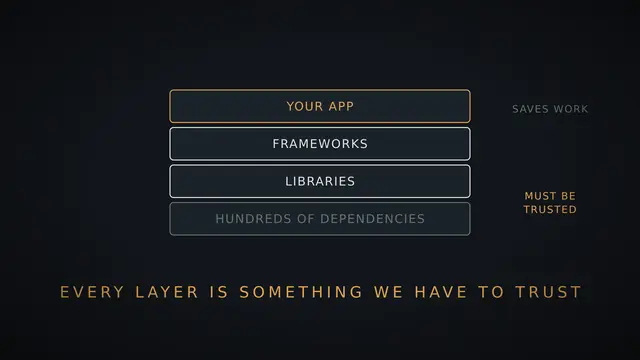 YOUR APP
SAVES WORK
FRAMEWORKS
LIBRARIES
MUST BE
TRUSTED
HUNDREDS OF DEPENDENCIES
EVERY LAYER IS SOMETHING WE HAVE TO TRUST